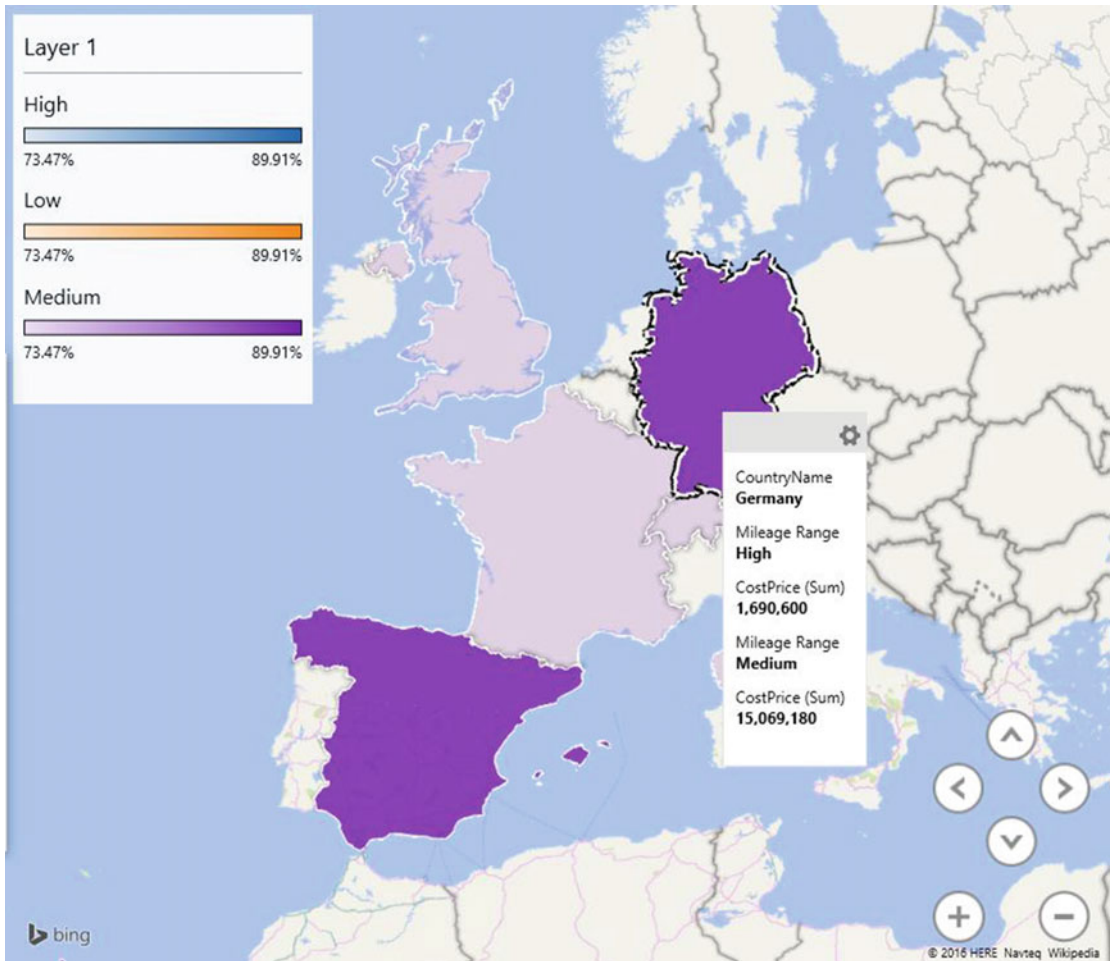 Layer 1
High
73.47% 89.91%
Low
73.47% 89.91%
Medium
73.47% 89.91%
CountryName
Germany
Mileage Range
High
CostPrice (Sum)
1,690,600
Mileage Range
Medium
CostPrice (Sum)
15,069,180
bing
© 2016 HERE Navteq Wikipedia